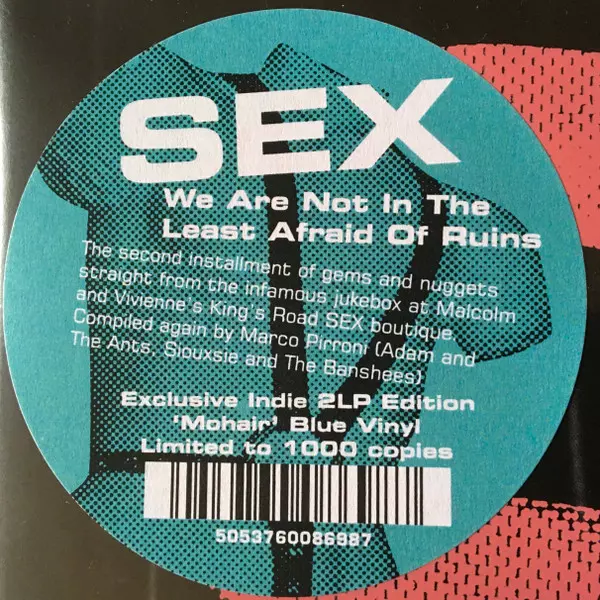 SEX
We Are Not In The
Least Afraid Of Ruins
The second installment of gems and nuggets
straight from the infamous jukebox at Malcolm
and Vivienne's King's Road SEX boutique.
Compiled again by Marco Pirroni (Adam and
The Ants, Siouxsie and The Banshees)
Exclusive Indie 2LP Edition
'Mohair' Blue Vinyl
Limited to 1000 copies
5053760086987